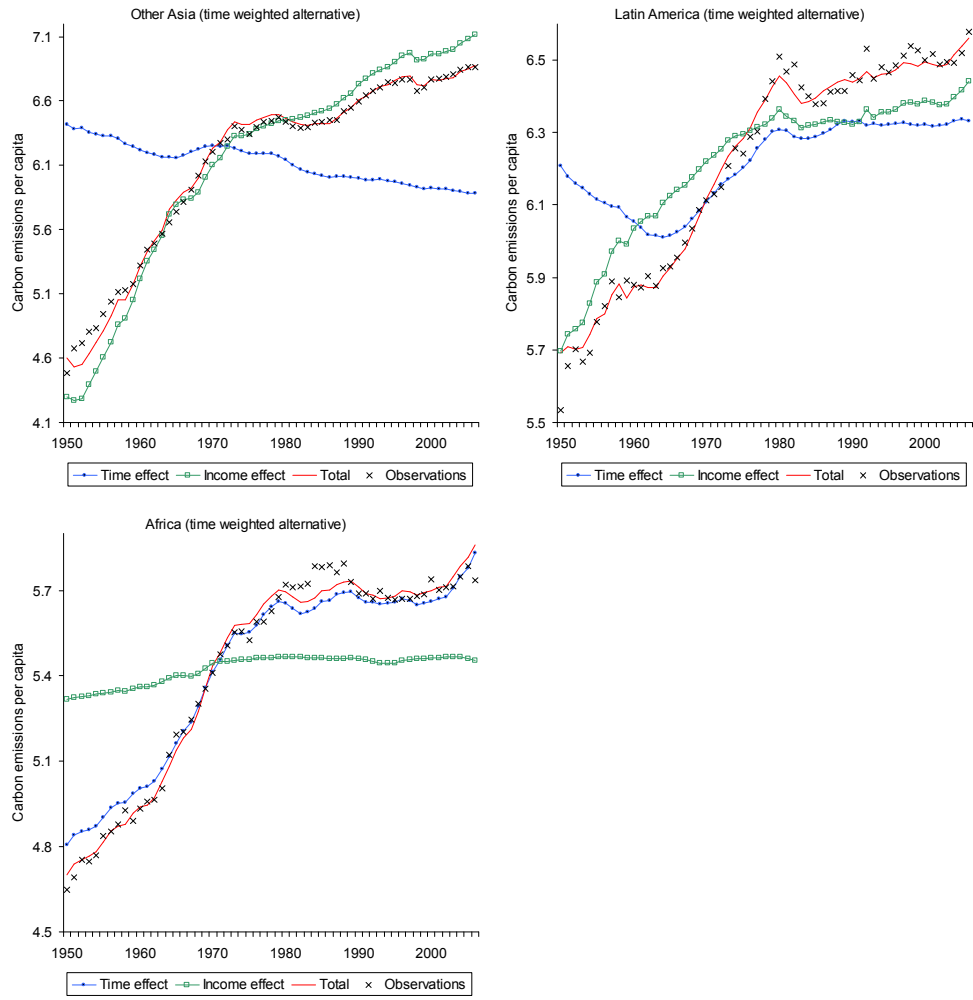 Other Asia (time weighted alternative)
Carbon emissions per capita
7.1
6.6
6.1
5.6
5.1
4.6
4.1
1950 1960 1970 1980 1990 2000
Time effect Income effect Total Observations
Latin America (time weighted alternative)
Carbon emissions per capita
6.5
6.3
6.1
5.9
5.7
5.5
1950 1960 1970 1980 1990 2000
Time effect Income effect Total Observations
Africa (time weighted alternative)
Carbon emissions per capita
5.7
5.4
5.1
4.8
4.5
1950 1960 1970 1980 1990 2000
Time effect Income effect Total Observations